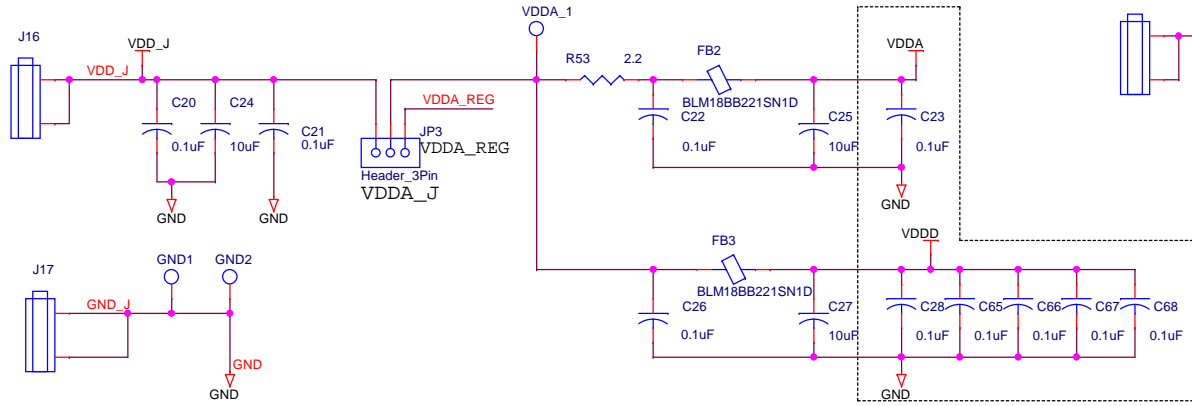 VDDA_1
J16
VDD_J
VDD_J
R53
2.2
FB2
VDDA
BLM18BB221SN1D
C20
C24
C21
0.1uF
10uF
0.1uF
VDDA_REG
JP3
VDDA_REG
Header_3Pin
VDDA_J
C22
0.1uF
C25
10uF
C23
0.1uF
GND
GND
GND
J17
GND1
GND2
GND_J
GND
GND
FB3
BLM18BB221SN1D
VDDD
C26
0.1uF
C27
10uF
C28
0.1uF
C65
0.1uF
C66
0.1uF
C67
0.1uF
C68
0.1uF
GND